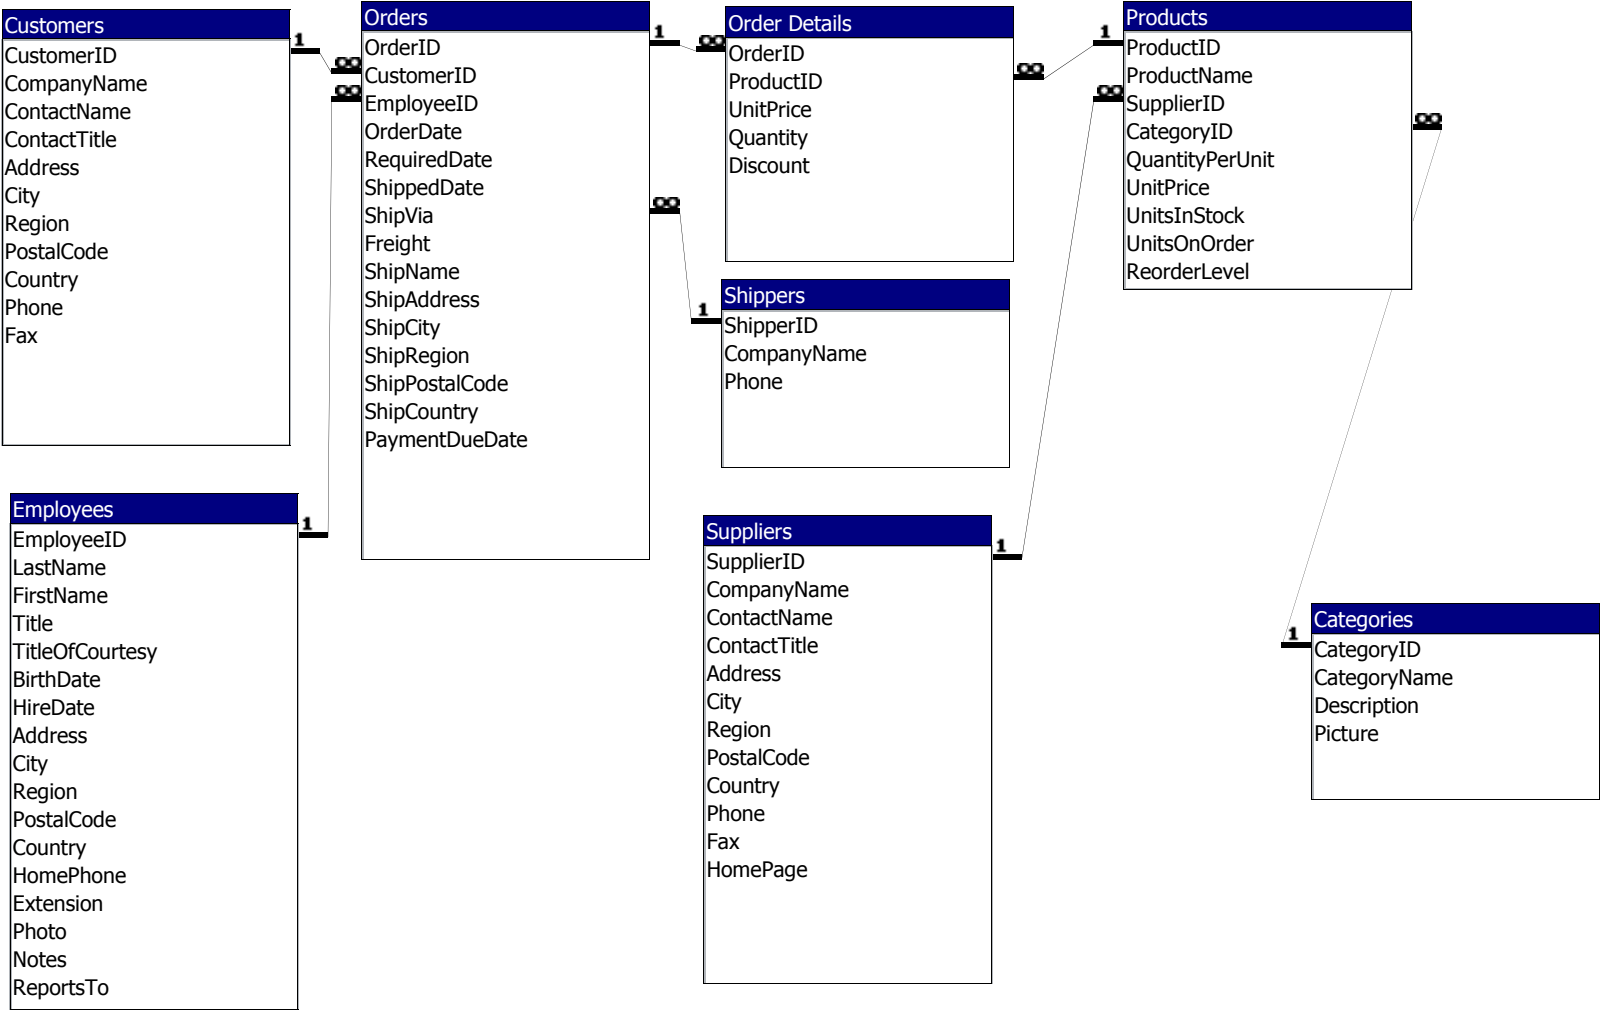 Customers
CustomerID
CompanyName
ContactName
ContactTitle
Address
City
Region
PostalCode
Country
Phone
Fax
1
∞
∞
Orders
OrderID
CustomerID
EmployeeID
OrderDate
RequiredDate
ShippedDate
ShipVia
Freight
ShipName
ShipAddress
ShipCity
ShipRegion
ShipPostalCode
ShipCountry
PaymentDueDate
1
∞
∞
Order Details
OrderID
ProductID
UnitPrice
Quantity
Discount
∞
1
∞
Products
ProductID
ProductName
SupplierID
CategoryID
QuantityPerUnit
UnitPrice
UnitsInStock
UnitsOnOrder
ReorderLevel
∞
1
Shippers
ShipperID
CompanyName
Phone
Employees
EmployeeID
LastName
FirstName
Title
TitleOfCourtesy
BirthDate
HireDate
Address
City
Region
PostalCode
Country
HomePhone
Extension
Photo
Notes
ReportsTo
1
Suppliers
SupplierID
CompanyName
ContactName
ContactTitle
Address
City
Region
PostalCode
Country
Phone
Fax
HomePage
1
1
Categories
CategoryID
CategoryName
Description
Picture